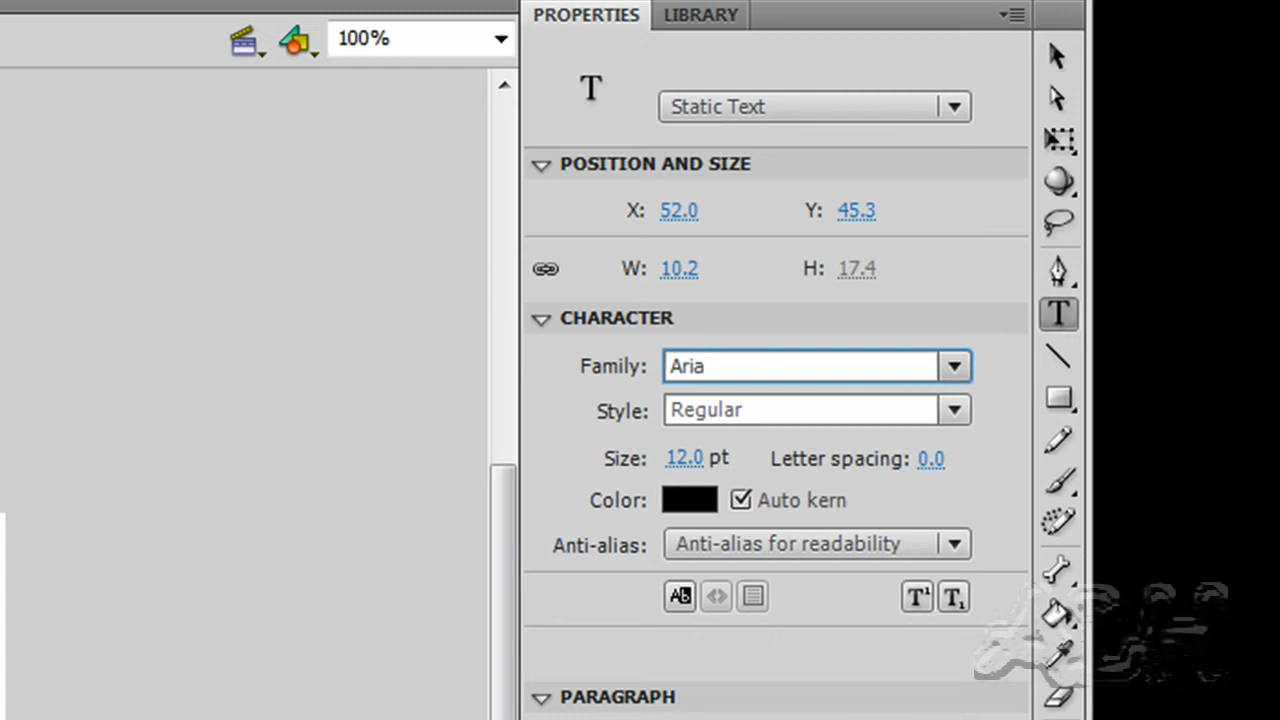 PROPERTIES LIBRARY
100%
T Static Text
POSITION AND SIZE
X: 52.0 Y: 45.3
W: 10.2 H: 17.4
CHARACTER
Family: Aria
Style: Regular
Size: 12.0 pt Letter spacing: 0.0
Color: Auto kern
Anti-alias: Anti-alias for readability
PARAGRAPH